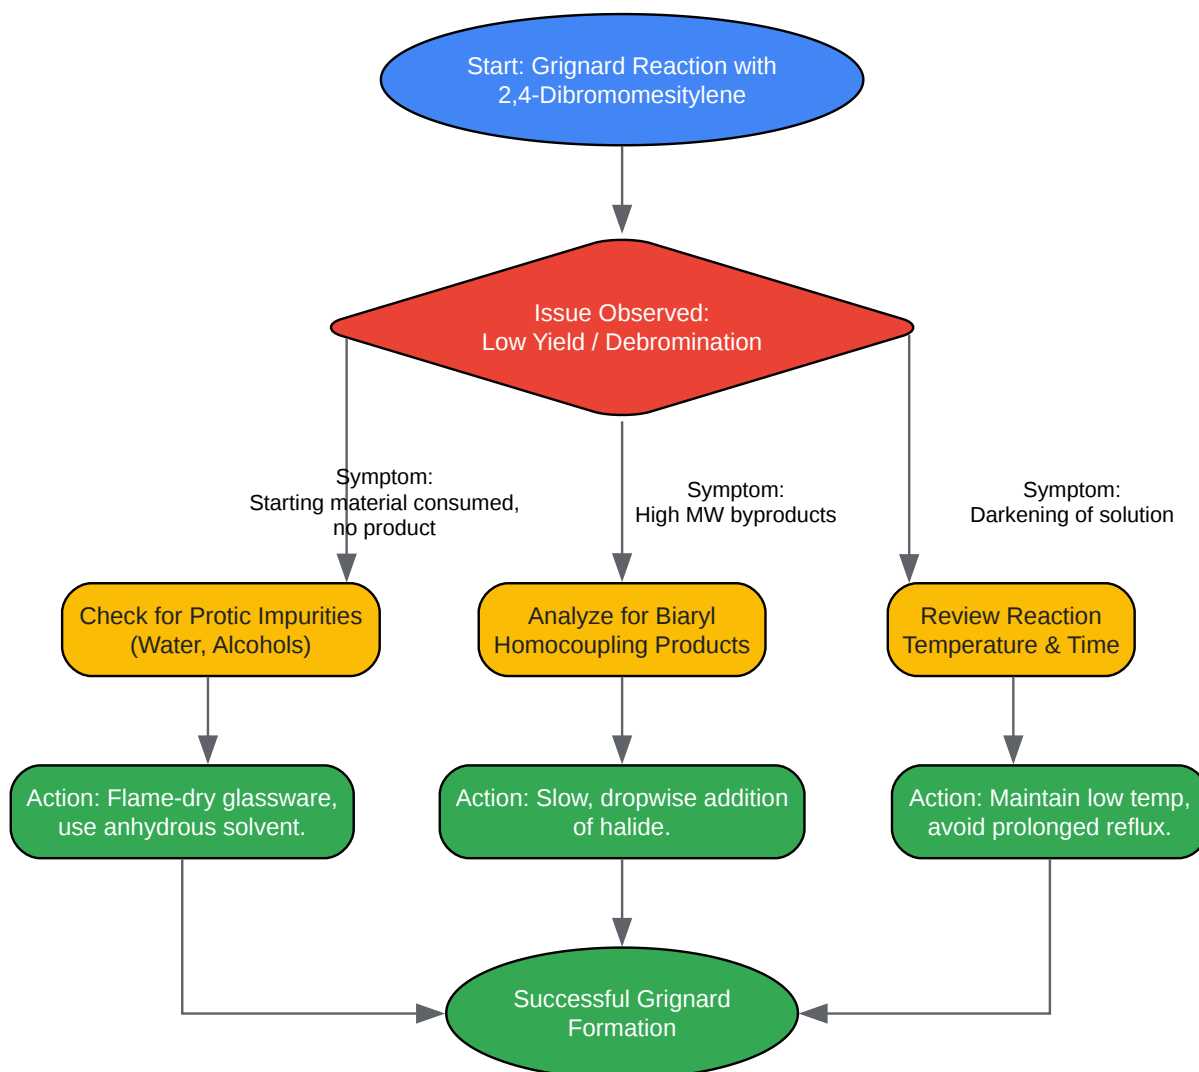 Start: Grignard Reaction with
2,4-Dibromomesitylene
Issue Observed:
Low Yield / Debromination
Symptom:
Starting material consumed,
no product
Symptom:
High MW byproducts
Symptom:
Darkening of solution
Check for Protic Impurities
(Water, Alcohols)
Analyze for Biaryl
Homocoupling Products
Review Reaction
Temperature & Time
Action: Flame-dry glassware,
use anhydrous solvent.
Action: Slow, dropwise addition
of halide.
Action: Maintain low temp,
avoid prolonged reflux.
Successful Grignard
Formation